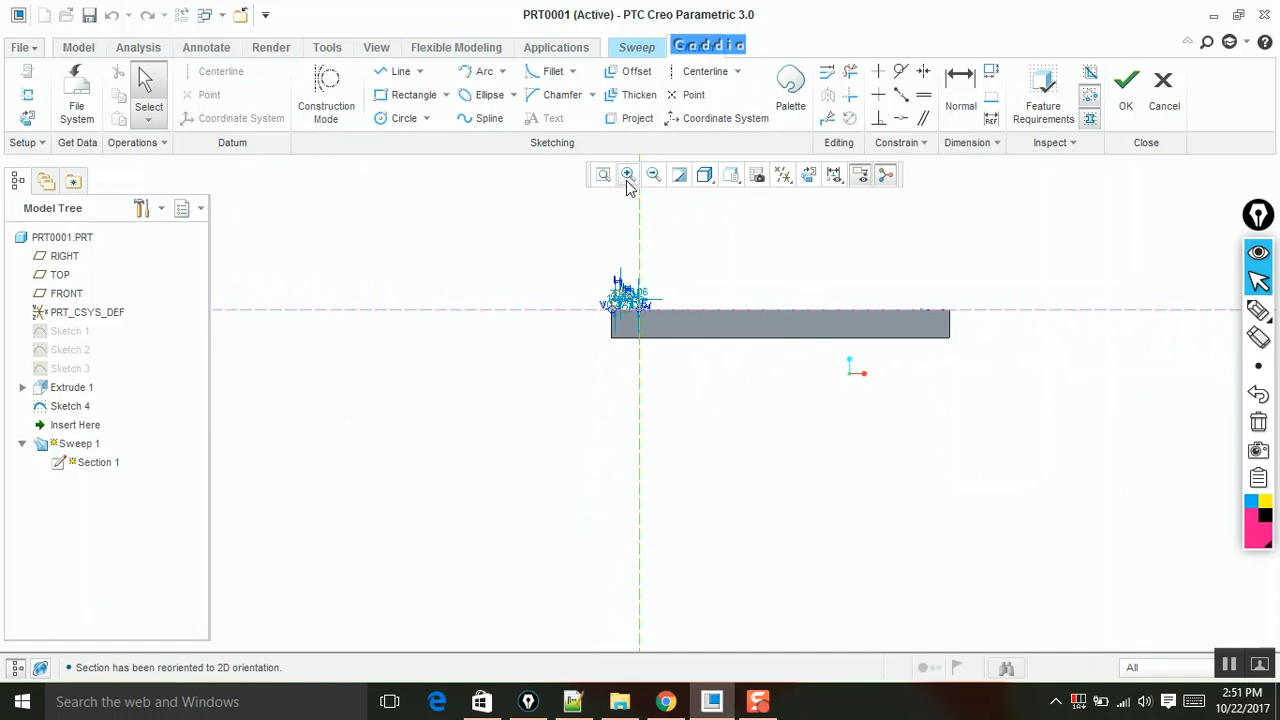 PRT0001 (Active) - PTC Creo Parametric 3.0
File Model Analysis Annotate Render Tools View Flexible Modeling Applications Sweep Caddia
File System
Select
Centerline
Point
Coordinate System
Construction Mode
Line Arc Fillet Offset Centerline
Rectangle Ellipse Chamfer Thicken Point
Circle Spline Text Project Coordinate System
Palette
Normal
Feature Requirements
OK
Cancel
Setup Get Data Operations Datum Sketching Editing Constrain Dimension Inspect Close
Model Tree
PRT0001.PRT
RIGHT
TOP
FRONT
PRT_CSYS_DEF
Sketch 1
Sketch 2
Sketch 3
Extrude 1
Sketch 4
Insert Here
Sweep 1
Section 1
Section has been reoriented to 2D orientation.
All
Search the web and Windows
2:51 PM
10/22/2017